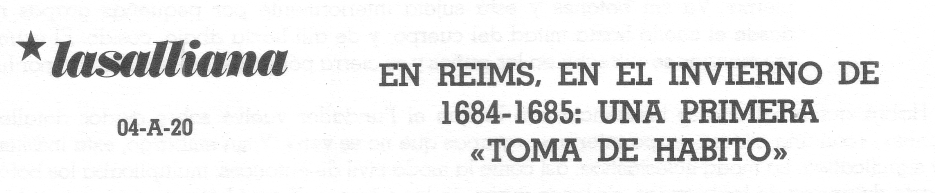 lasalliana
04-A-20
EN REIMS, EN EL INVIERNO DE
1684-1685: UNA PRIMERA
«TOMA DE HABITO»